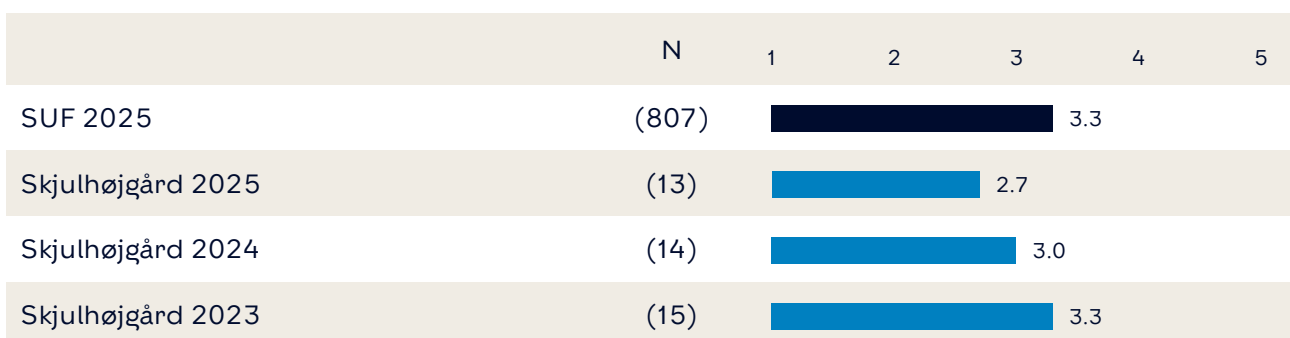 N 1 2 3 4 5
SUF 2025 (807) 3.3
Skjulhøjgård 2025 (13) 2.7
Skjulhøjgård 2024 (14) 3.0
Skjulhøjgård 2023 (15) 3.3